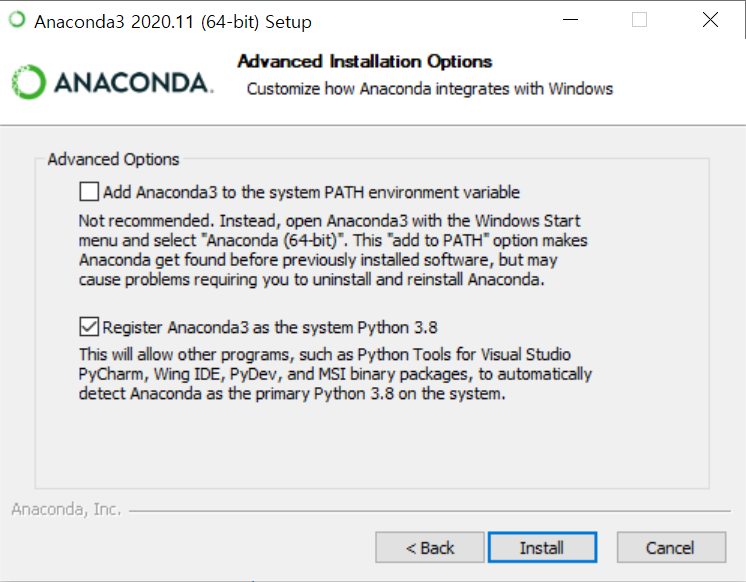 Anaconda3 2020.11 (64-bit) Setup
ANACONDA.
Advanced Installation Options
Customize how Anaconda integrates with Windows
Advanced Options
Add Anaconda3 to the system PATH environment variable
Not recommended. Instead, open Anaconda3 with the Windows Start
menu and select "Anaconda (64-bit)". This "add to PATH" option makes
Anaconda get found before previously installed software, but may
cause problems requiring you to uninstall and reinstall Anaconda.
Register Anaconda3 as the system Python 3.8
This will allow other programs, such as Python Tools for Visual Studio
PyCharm, Wing IDE, PyDev, and MSI binary packages, to automatically
detect Anaconda as the primary Python 3.8 on the system.
Anaconda, Inc.
< Back
Install
Cancel